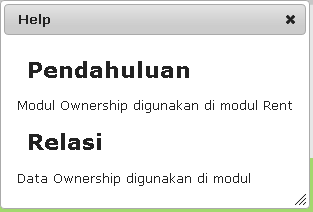 Help
Pendahuluan
Modul Ownership digunakan di modul Rent
Relasi
Data Ownership digunakan di modul